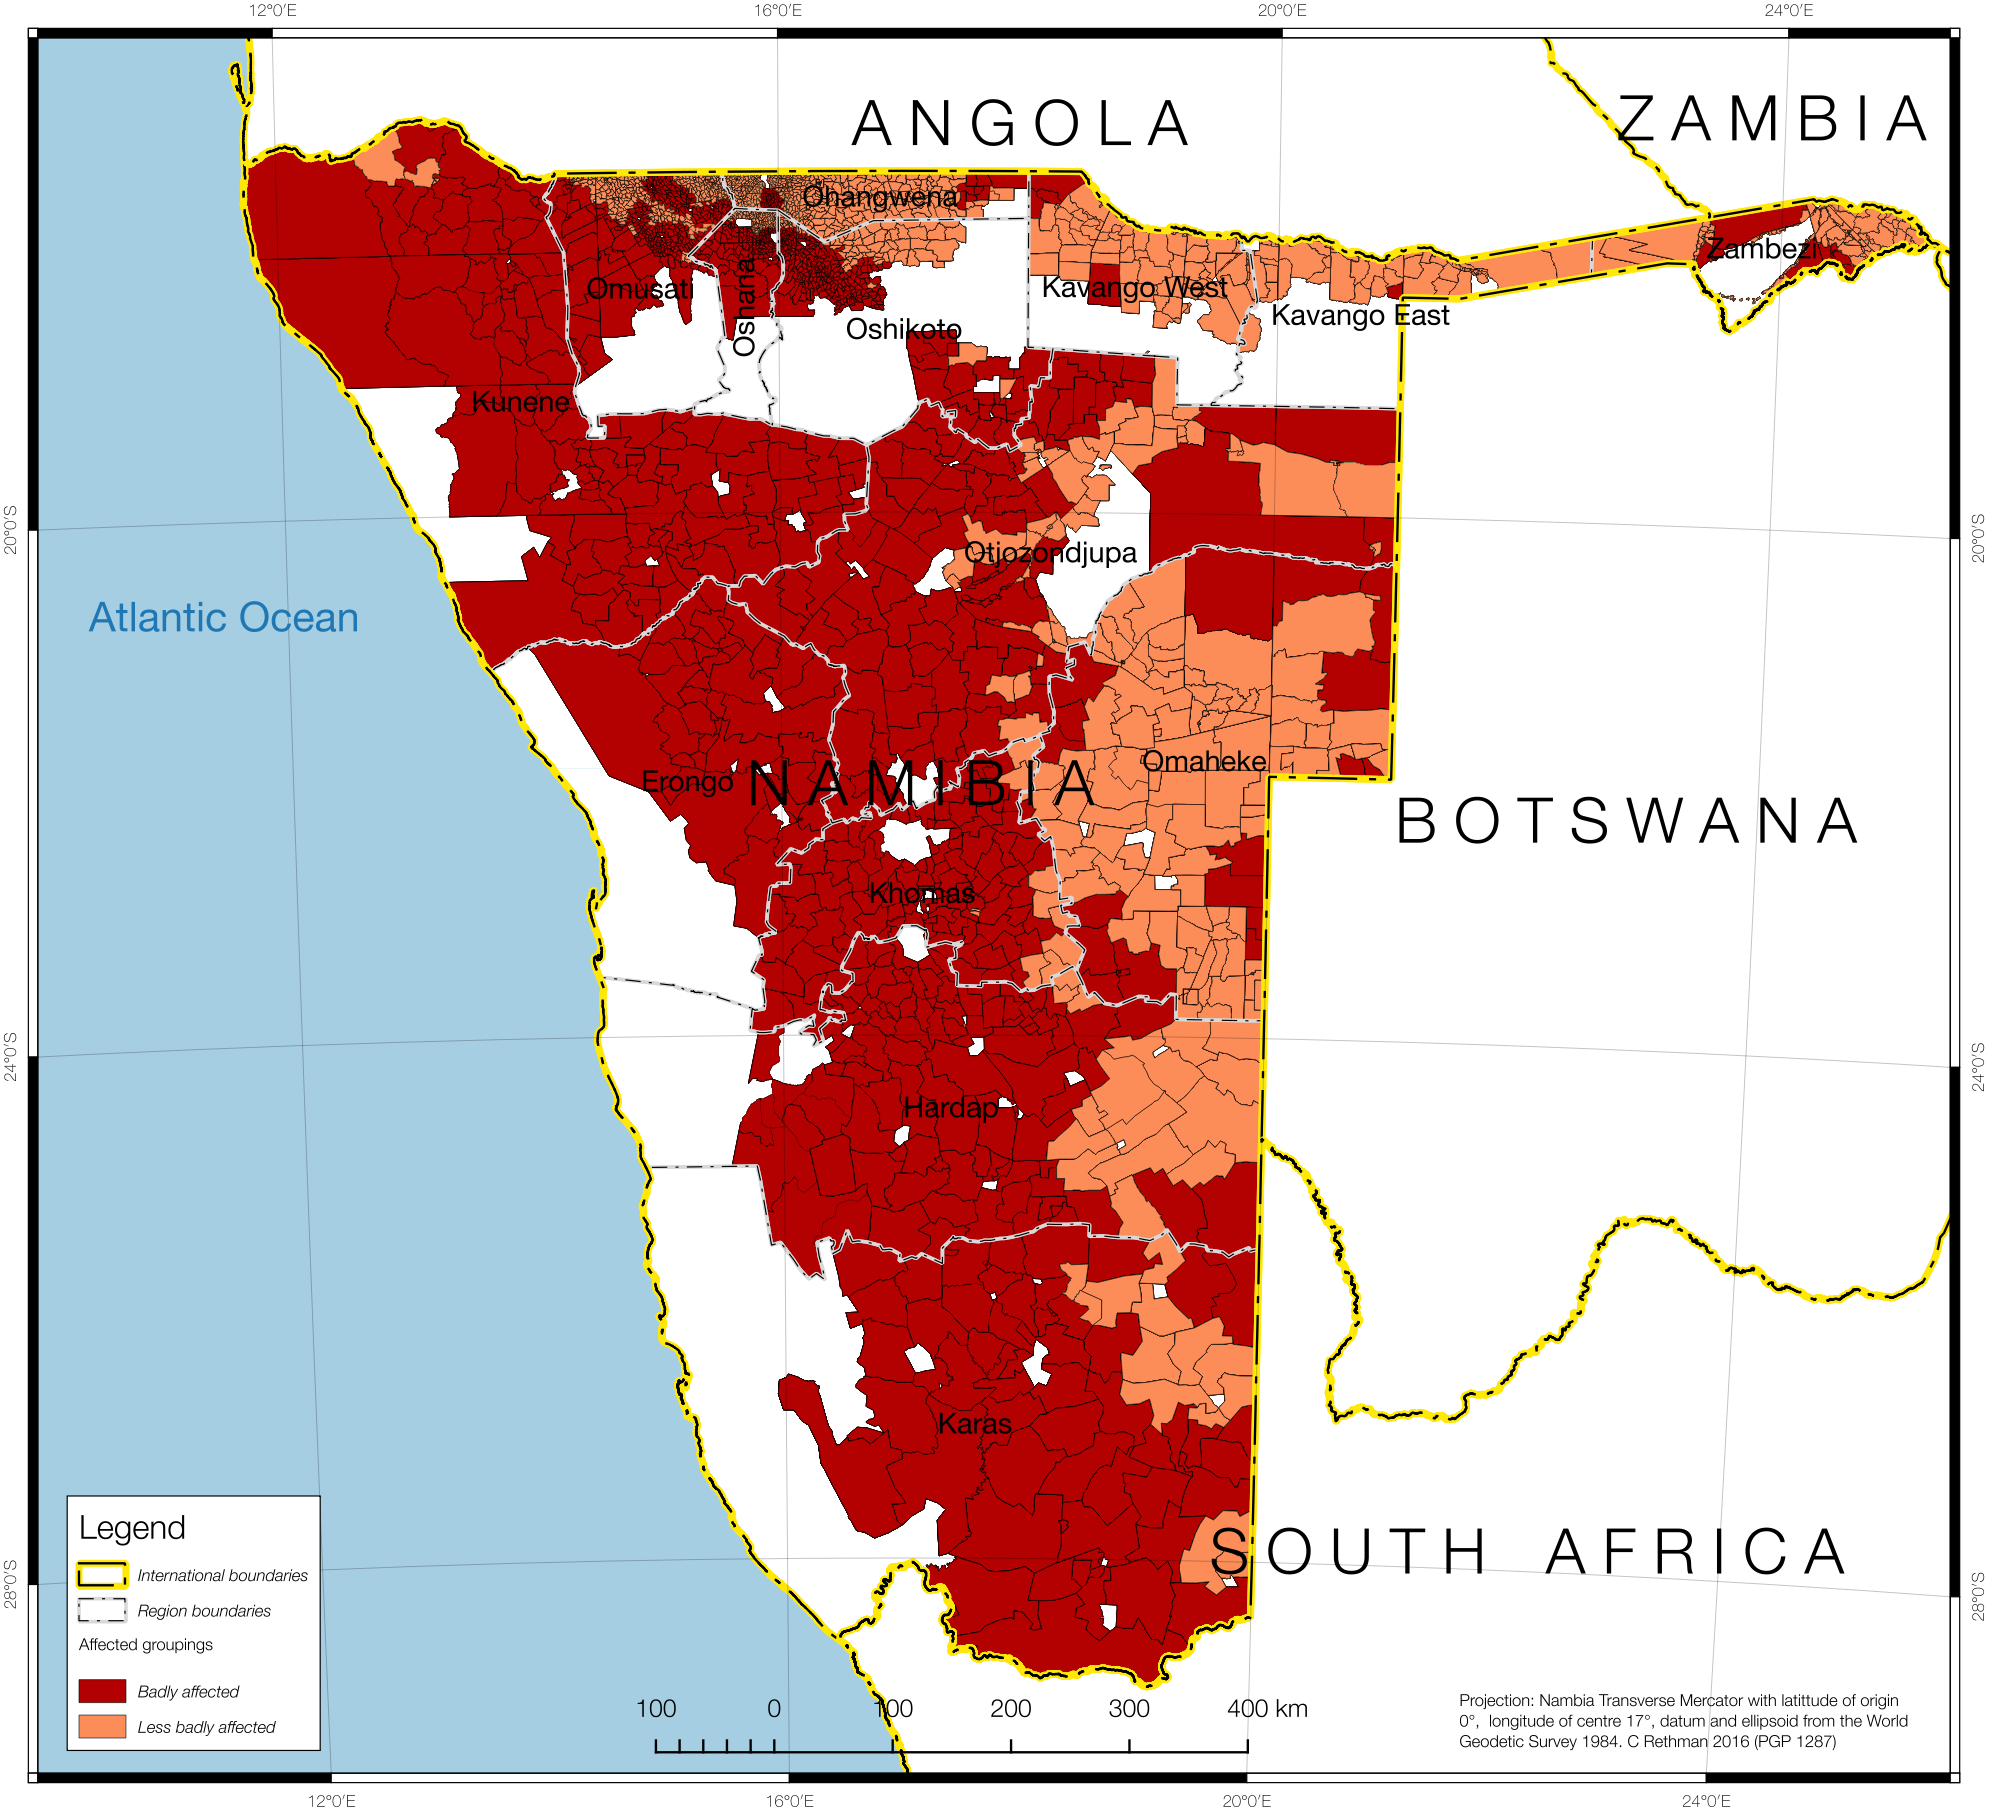 12°0'E
16°0'E
20°0'E
24°0'E
ANGOLA
ZAMBIA
Ohangwena
Zambezi
Omusati
Oshana
Kavango West
Oshikoto
Kavango East
Kunene
20°0'S
20°0'S
Otjozondjupa
Atlantic Ocean
Erongo
NAMIBIA
Omaheke
BOTSWANA
Khomas
24°0'S
24°0'S
Hardap
Karas
Legend
International boundaries
Region boundaries
Affected groupings
Badly affected
Less badly affected
SOUTH AFRICA
28°0'S
28°0'S
100 0 100 200 300 400 km
Projection: Nambia Transverse Mercator with latittude of origin
0°, longitude of centre 17°, datum and ellipsoid from the World
Geodetic Survey 1984. C Rethman 2016 (PGP 1287)
12°0'E
16°0'E
20°0'E
24°0'E